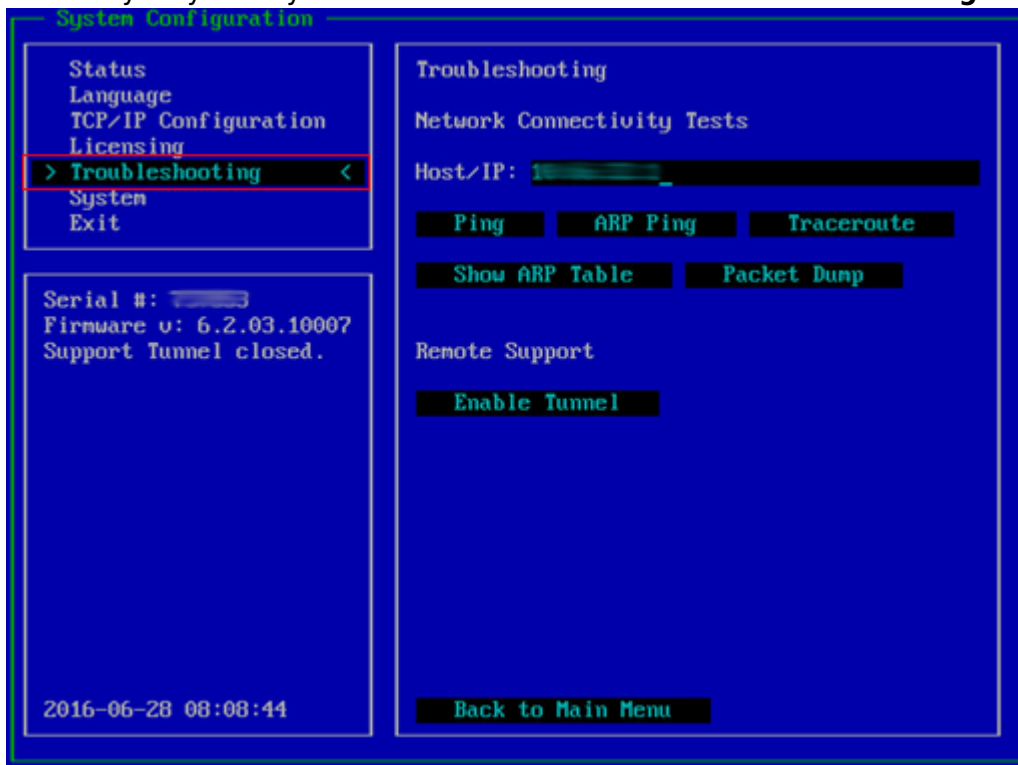 System Configuration
Status
Language
TCP/IP Configuration
Licensing
> Troubleshooting <
System
Exit
Serial #:
Firmware v: 6.2.03.10007
Support Tunnel closed.
2016-06-28 08:08:44
Troubleshooting
Network Connectivity Tests
Host/IP: 1
Ping ARP Ping Traceroute
Show ARP Table Packet Dump
Remote Support
Enable Tunnel
Back to Main Menu